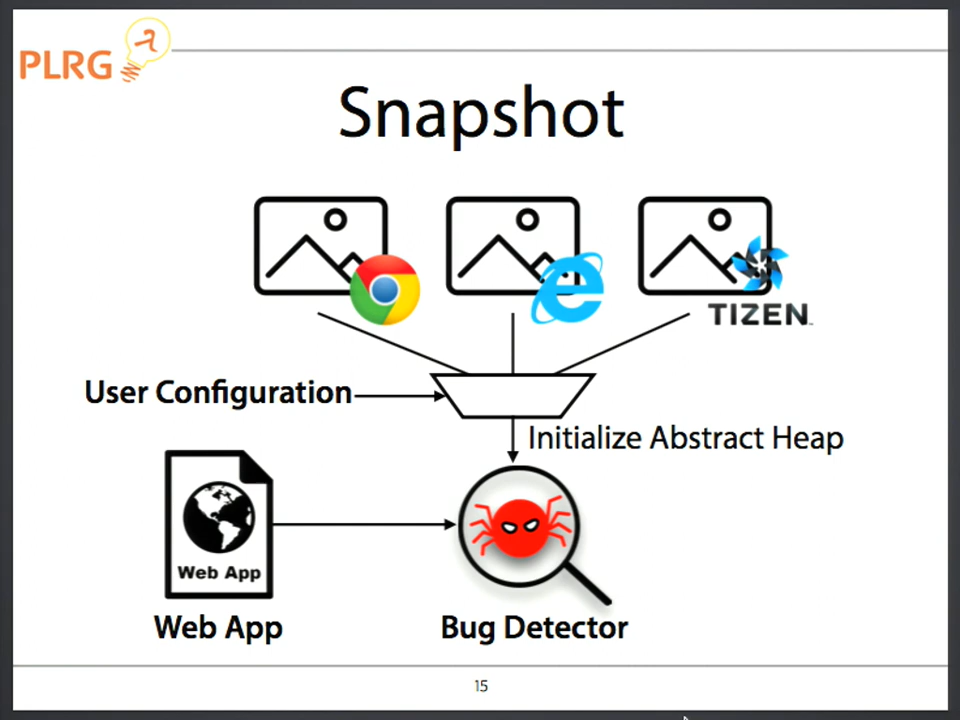 PLRG
Snapshot
TIZEN
User Configuration
Initialize Abstract Heap
Web App
Web App
Bug Detector
15